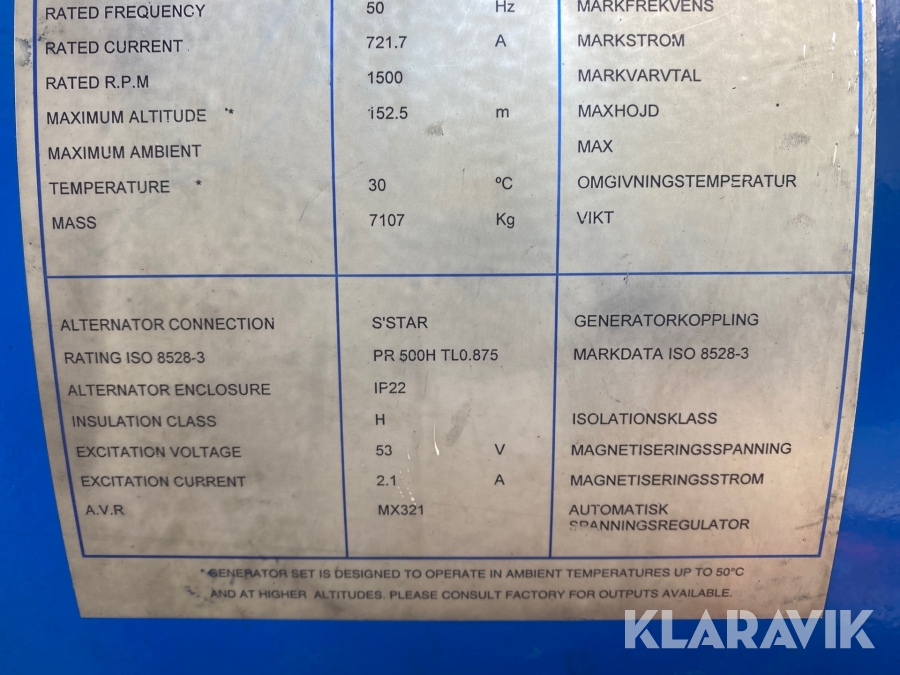 RATED FREQUENCY 50 Hz MARKFREKVENS
RATED CURRENT 721.7 A MARKSTROM
RATED R.P.M 1500 MARKVARVTAL
MAXIMUM ALTITUDE * 152.5 m MAXHOJD
MAXIMUM AMBIENT MAX
TEMPERATURE * 30 ºC OMGIVNINGSTEMPERATUR
MASS 7107 Kg VIKT
ALTERNATOR CONNECTION S'STAR GENERATORKOPPLING
RATING ISO 8528-3 PR 500H TL0.875 MARKDATA ISO 8528-3
ALTERNATOR ENCLOSURE IP22
INSULATION CLASS H ISOLATIONSKLASS
EXCITATION VOLTAGE 53 V MAGNETISERINGSSPANNING
EXCITATION CURRENT 2.1 A MAGNETISERINGSSTROM
A.V.R MX321 AUTOMATISK
SPANNINGSREGULATOR
* GENERATOR SET IS DESIGNED TO OPERATE IN AMBIENT TEMPERATURES UP TO 50°C
AND AT HIGHER ALTITUDES. PLEASE CONSULT FACTORY FOR OUTPUTS AVAILABLE.
KLARAVIK